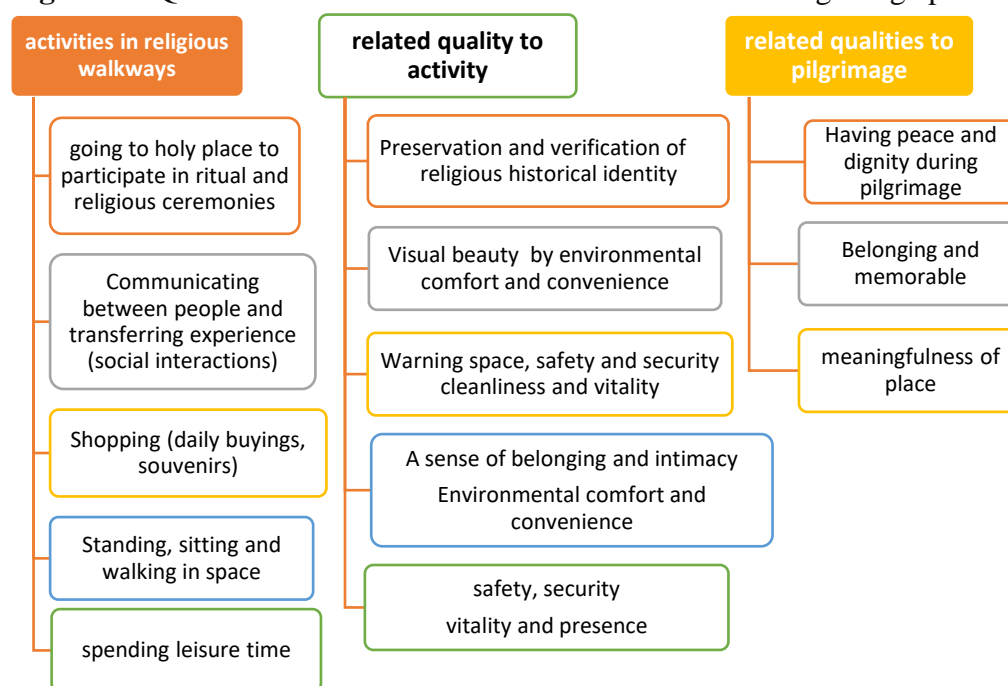 activities in religious
walkways
going to holy place to
participate in ritual and
religious ceremonies
Communicating
between people and
transferring experience
(social interactions)
Shopping (daily buyings,
souvenirs)
Standing, sitting and
walking in space
spending leisure time
related quality to
activity
Preservation and verification of
religious historical identity
Visual beauty by environmental
comfort and convenience
Warning space, safety and security
cleanliness and vitality
A sense of belonging and intimacy
Environmental comfort and
convenience
safety, security
vitality and presence
related qualities to
pilgrimage
Having peace and
dignity during
pilgrimage
Belonging and
memorable
meaningfulness of
place